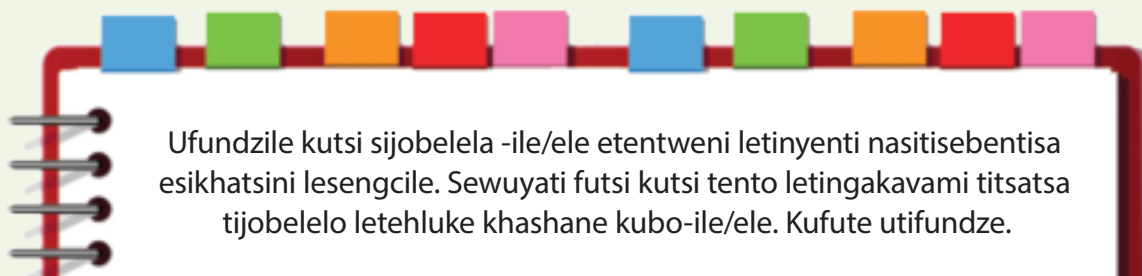 Ufundzile kutsi sijobelela -ile/ele etentweni letinyenti nasitisebentisa
esikhatsini lesengcile. Sewuyati futsi kutsi tento letingakavami titsatsa
tijobelelo letehluke khashane kubo-ile/ele. Kufute utifundze.